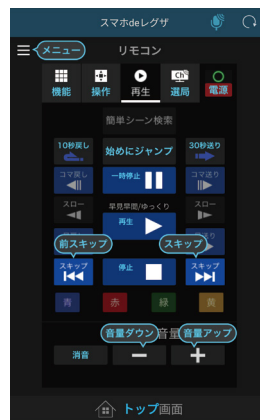 スマホdeレグザ
メニュー リモコン
機能 操作 再生 選局 電源
簡単シーン検索
10秒戻し 始めにジャンプ 30秒送り
コマ戻し 一時停止 コマ送り
スロー 早見早聞/ゆっくり スロー
再生
前スキップ スキップ
スキップ 停止 スキップ
青 赤 緑 黄
音量ダウン 音量 音量アップ
消音
トップ画面